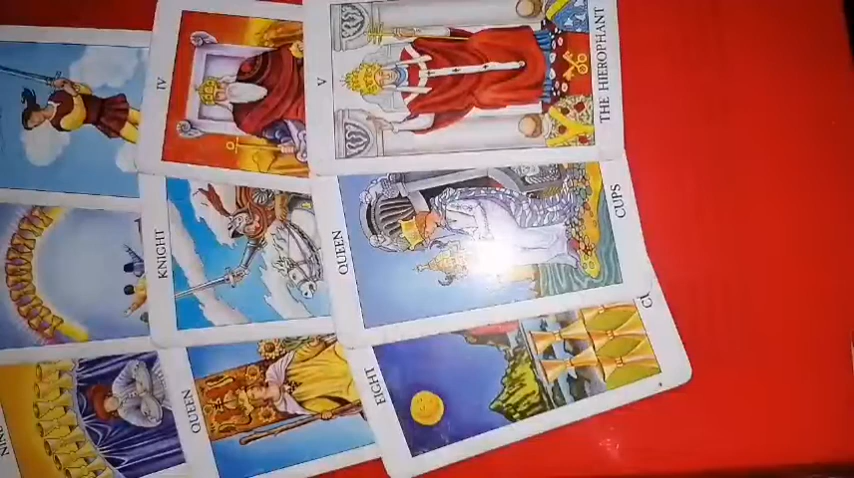 IV
V
THE HIEROPHANT
KNIGHT
QUEEN
CUPS
QUEEN
EIGHT